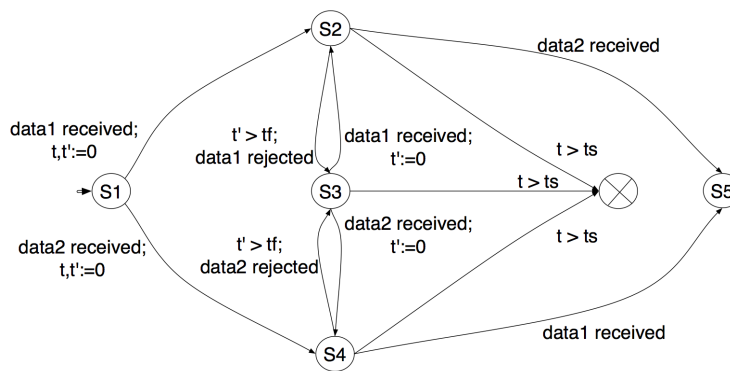 S2
data2 received
data1 received;
t,t':=0
t' > tf;
data1 rejected
data1 received;
t':=0
t > ts
S1
S3
t > ts
S5
data2 received;
t,t':=0
t' > tf;
data2 rejected
data2 received;
t':=0
t > ts
data1 received
S4